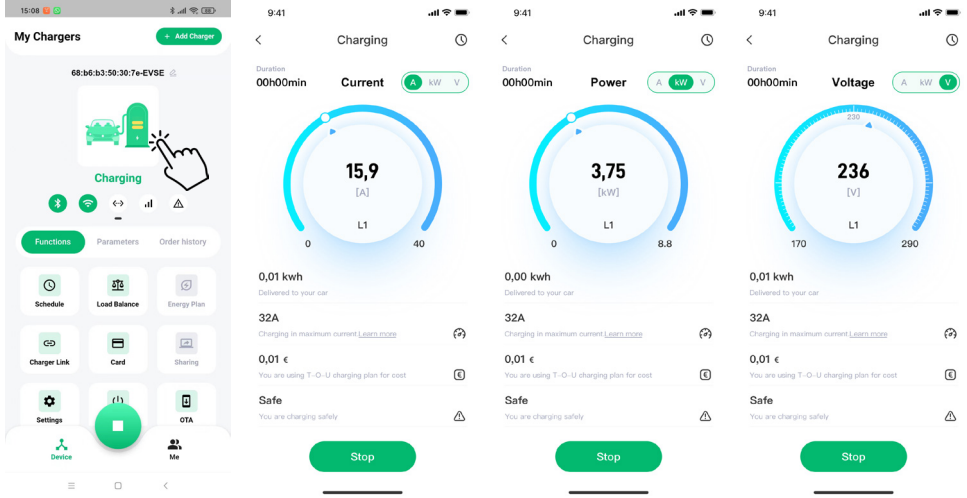 15:08
My Chargers
+ Add Charger
68:b6:b3:50:30:7e-EVSE
Charging
Functions Parameters Order history
Schedule Load Balance Energy Plan
Charger Link Card Sharing
Settings OTA
Device Me
9:41
Charging
Duration
00h00min Current A kW V
15,9
[A]
L1
0 40
0,01 kwh
Delivered to your car
32A
Charging in maximum current.Learn more
0,01 €
You are using T-O-U charging plan for cost
Safe
You are charging safely
Stop
9:41
Charging
Duration
00h00min Power A kW V
3,75
[kW]
L1
0 8.8
0,00 kwh
Delivered to your car
32A
Charging in maximum current.Learn more
0,01 €
You are using T-O-U charging plan for cost
Safe
You are charging safely
Stop
9:41
Charging
Duration
00h00min Voltage A kW V
230
236
[V]
L1
170 290
0,01 kwh
Delivered to your car
32A
Charging in maximum current.Learn more
0,01 €
You are using T-O-U charging plan for cost
Safe
You are charging safely
Stop